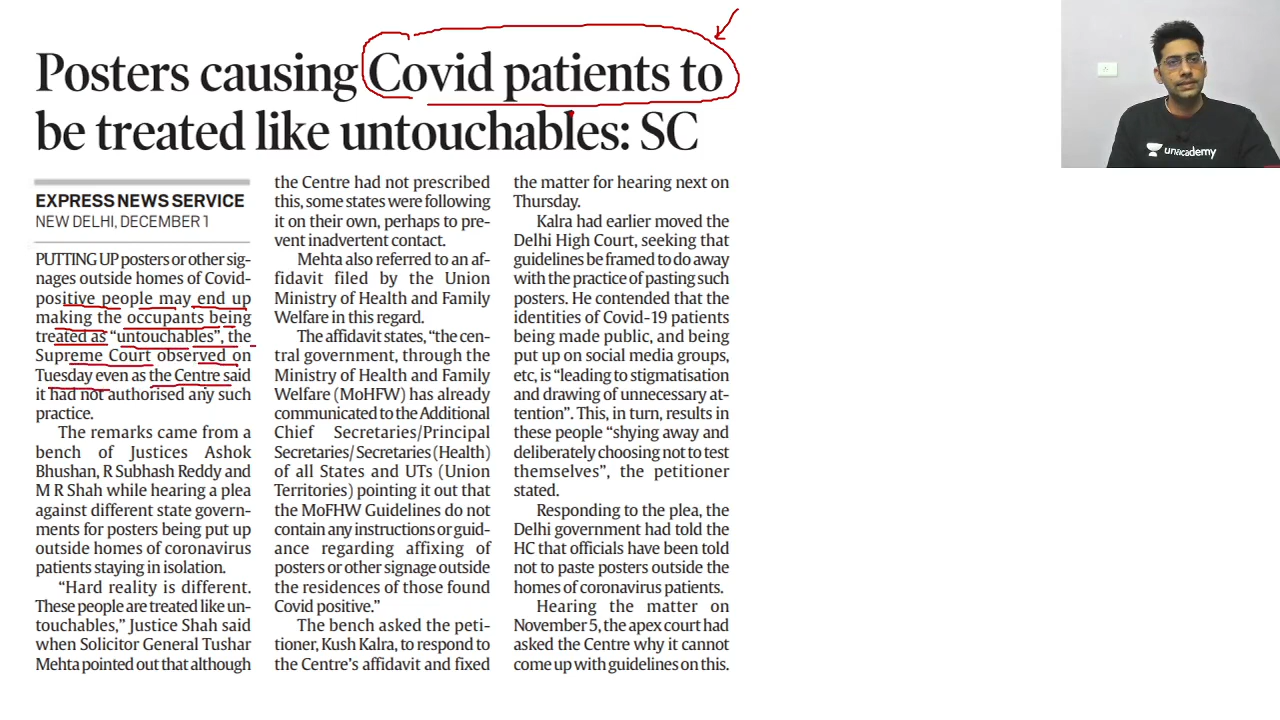 Posters causing Covid patients to
be treated like untouchables: SC
EXPRESS NEWS SERVICE
NEW DELHI, DECEMBER 1
PUTTING UP posters or other sig-
nages outside homes of Covid-
positive people may end up
making the occupants being
treated as "untouchables", the
Supreme Court observed on
Tuesday even as the Centre said
it had not authorised any such
practice.
The remarks came from a
bench of Justices Ashok
Bhushan, R Subhash Reddy and
M R Shah while hearing a plea
against different state govern-
ments for posters being put up
outside homes of coronavirus
patients staying in isolation.
"Hard reality is different.
These people are treated like un-
touchables," Justice Shah said
when Solicitor General Tushar
Mehta pointed out that although
the Centre had not prescribed
this, some states were following
it on their own, perhaps to pre-
vent inadvertent contact.
Mehta also referred to an af-
fidavit filed by the Union
Ministry of Health and Family
Welfare in this regard.
The affidavit states, "the cen-
tral government, through the
Ministry of Health and Family
Welfare (MoHFW) has already
communicated to the Additional
Chief Secretaries/Principal
Secretaries/ Secretaries (Health)
of all States and UTs (Union
Territories) pointing it out that
the MoFHW Guidelines do not
contain any instructions or guid-
ance regarding affixing of
posters or other signage outside
the residences of those found
Covid positive."
The bench asked the peti-
tioner, Kush Kalra, to respond to
the Centre's affidavit and fixed
the matter for hearing next on
Thursday.
Kalra had earlier moved the
Delhi High Court, seeking that
guidelines be framed to do away
with the practice of pasting such
posters. He contended that the
identities of Covid-19 patients
being made public, and being
put up on social media groups,
etc, is "leading to stigmatisation
and drawing of unnecessary at-
tention". This, in turn, results in
these people "shying away and
deliberately choosing not to test
themselves", the petitioner
stated.
Responding to the plea, the
Delhi government had told the
HC that officials have been told
not to paste posters outside the
homes of coronavirus patients.
Hearing the matter on
November 5, the apex court had
asked the Centre why it cannot
come up with guidelines on this.
unacademy